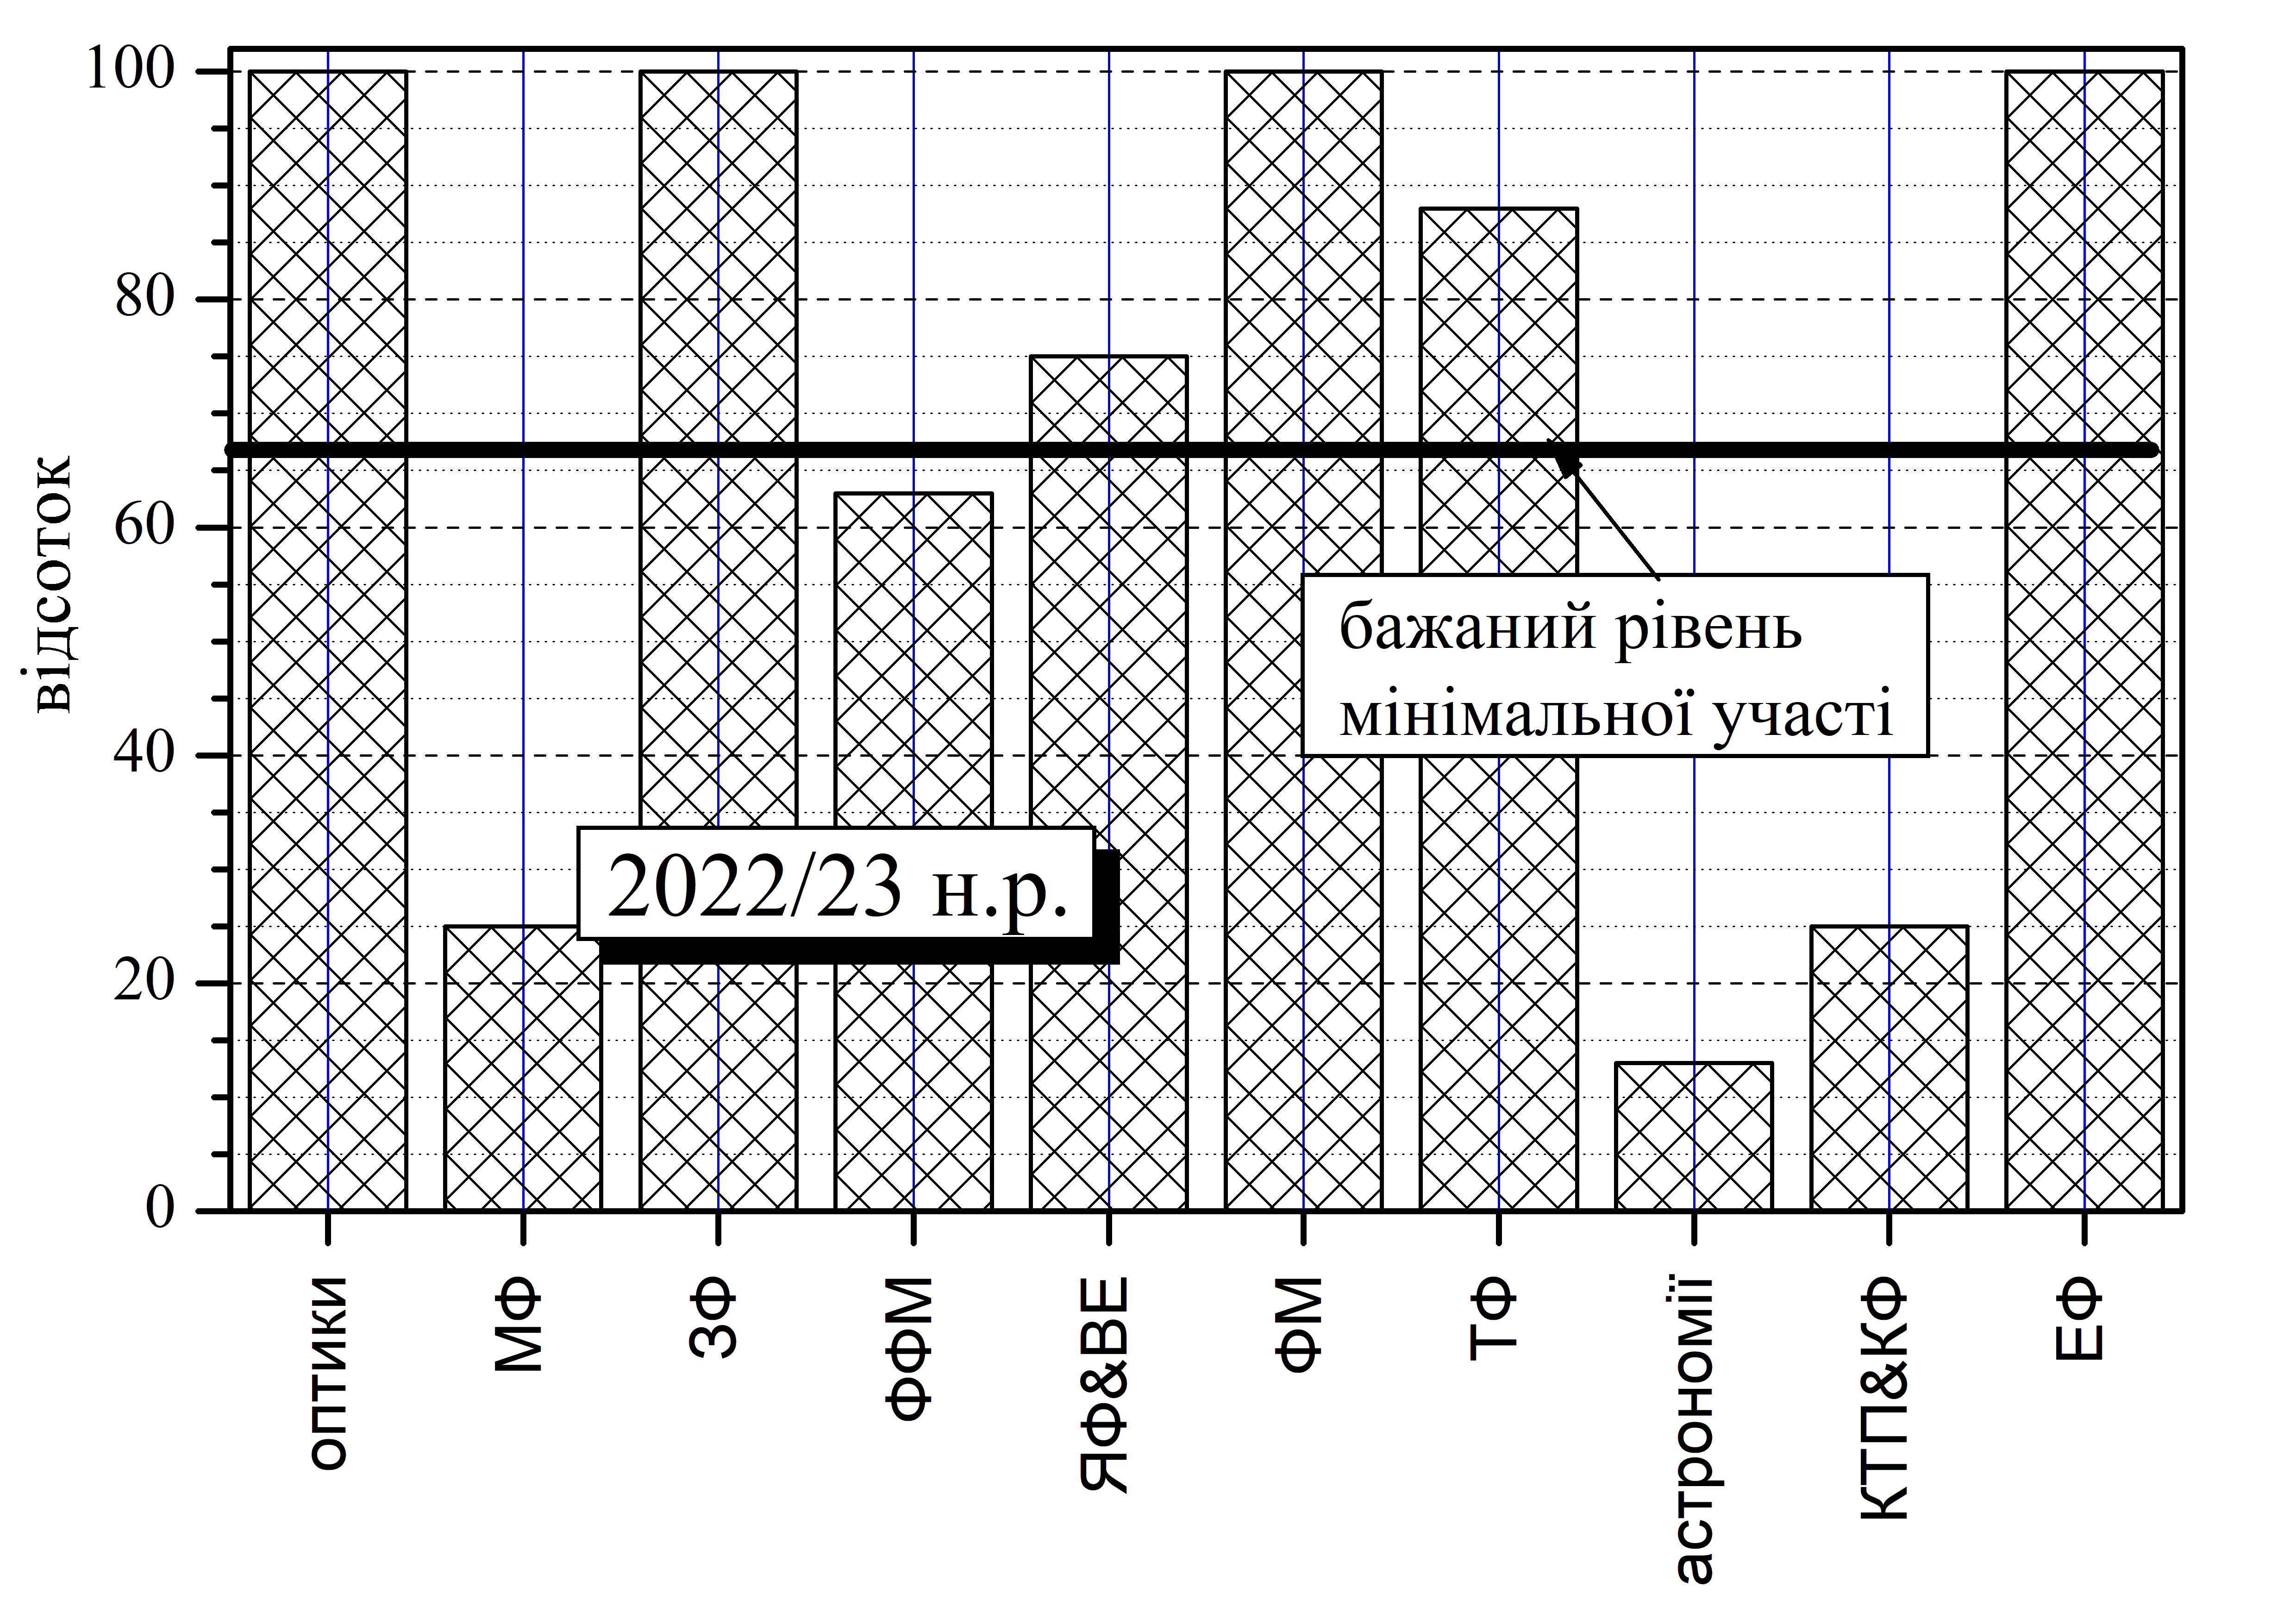 відсоток
100
80
60
40
20
0
бажаний рівень
мінімальної участі
2022/23 н.р.
оптики
МФ
ЗФ
ФФМ
ЯФ&ВЕ
ФМ
ТФ
астрономії
КТП&КФ
ЕФ